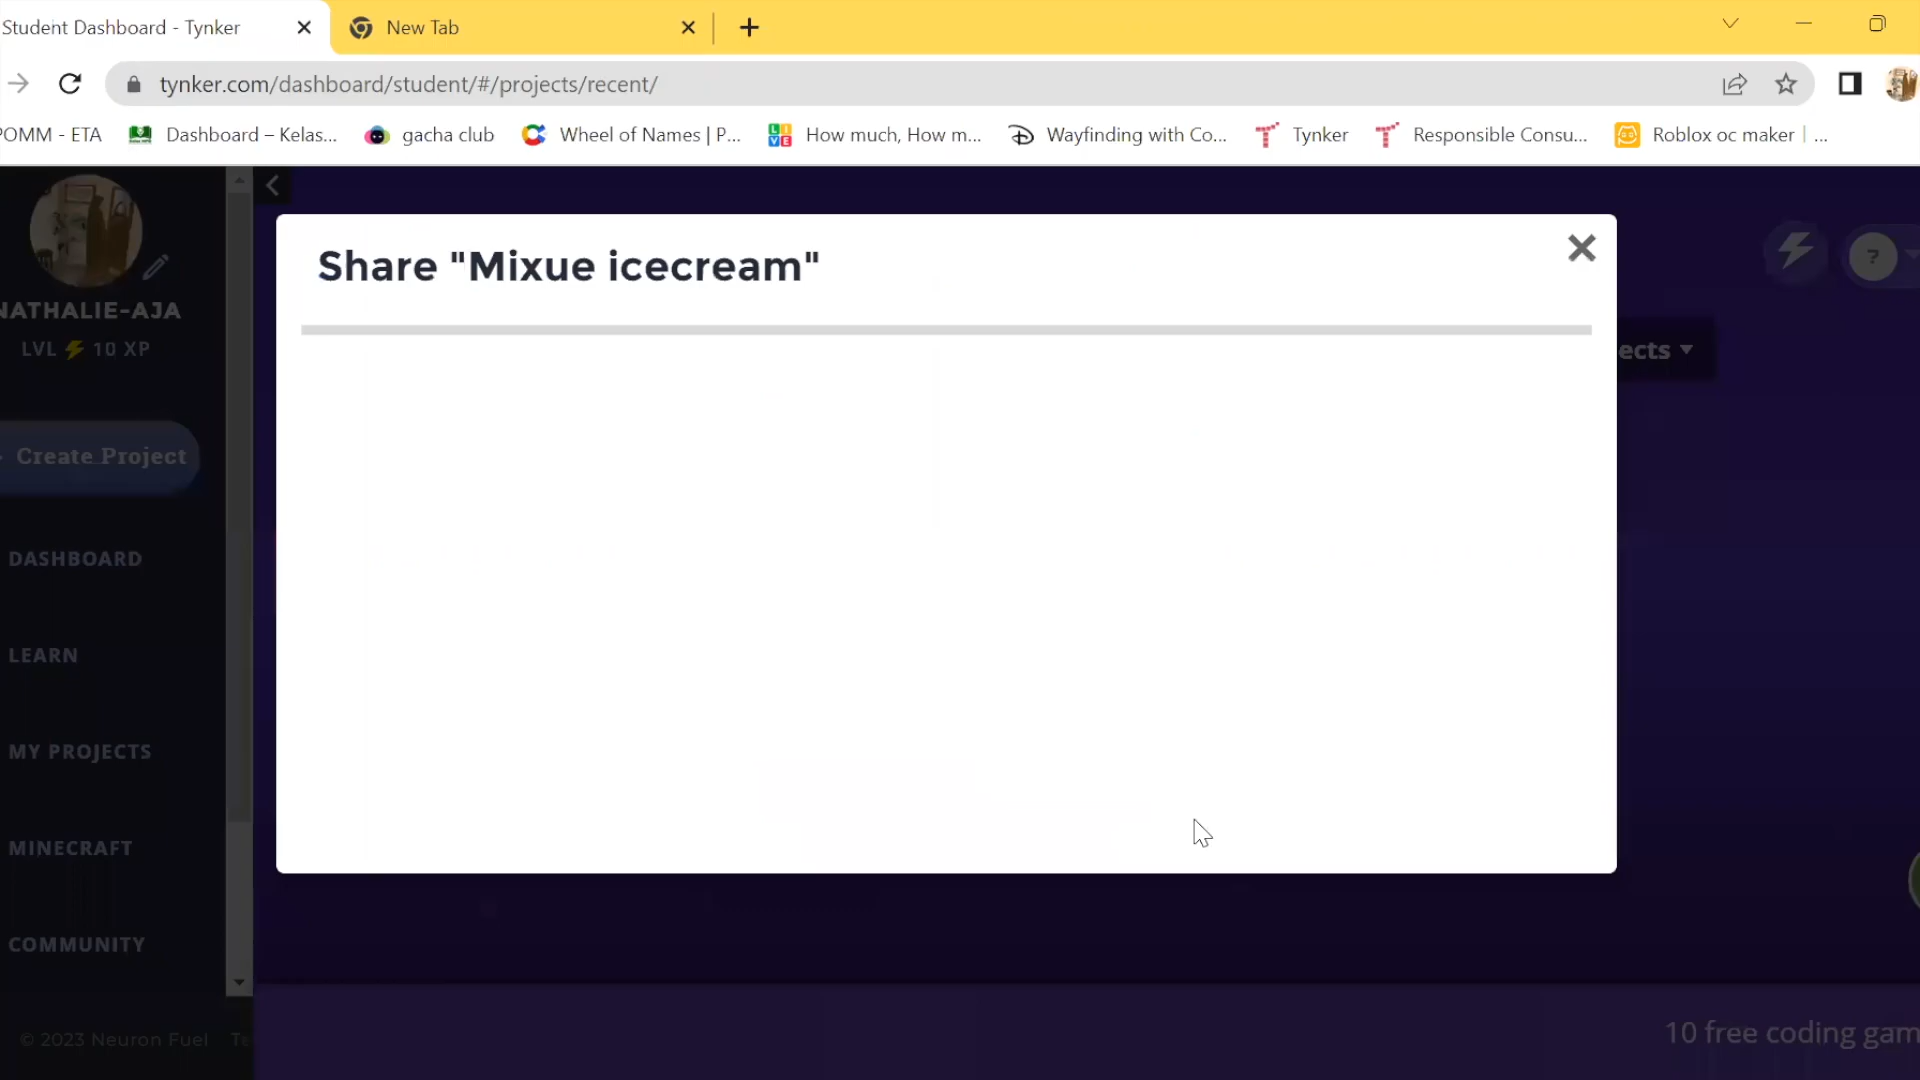 Student Dashboard - Tynker
New Tab
tynker.com/dashboard/student/#/projects/recent/
POMM - ETA
Dashboard – Kelas...
gacha club
Wheel of Names | P...
How much, How m...
Wayfinding with Co...
Tynker
Responsible Consu...
Roblox oc maker | ...
Share "Mixue icecream"
NATHALIE-AJA
LVL 10 XP
ects
Create Project
DASHBOARD
LEARN
MY PROJECTS
MINECRAFT
COMMUNITY
© 2023 Neuron Fuel
10 free coding gam